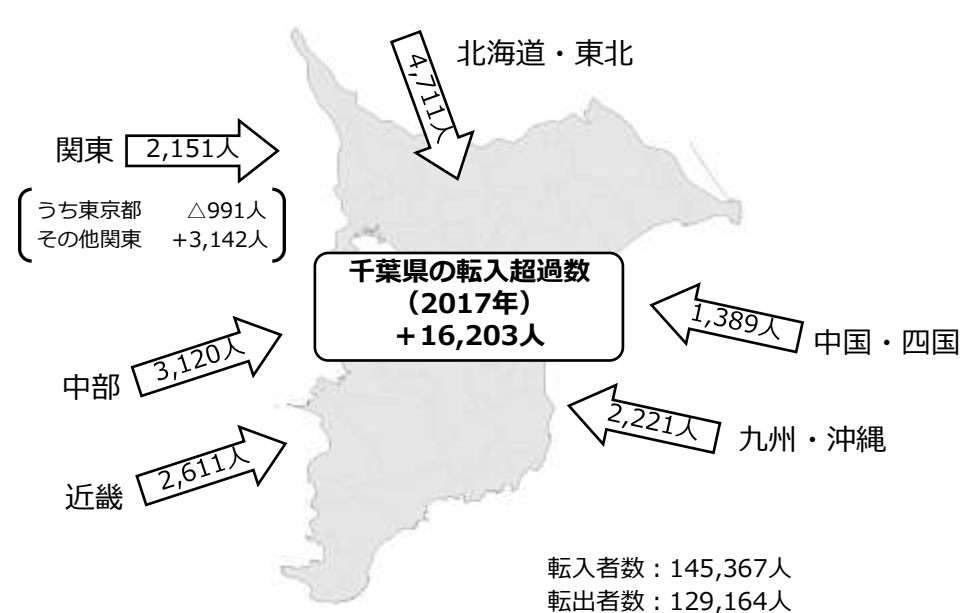 北海道・東北
4,711人
関東
2,151人
うち東京都 △991人
その他関東 +3,142人
千葉県の転入超過数
（2017年）
+16,203人
1,389人
中国・四国
中部
3,120人
2,221人
九州・沖縄
近畿
2,611人
転入者数：145,367人
転出者数：129,164人